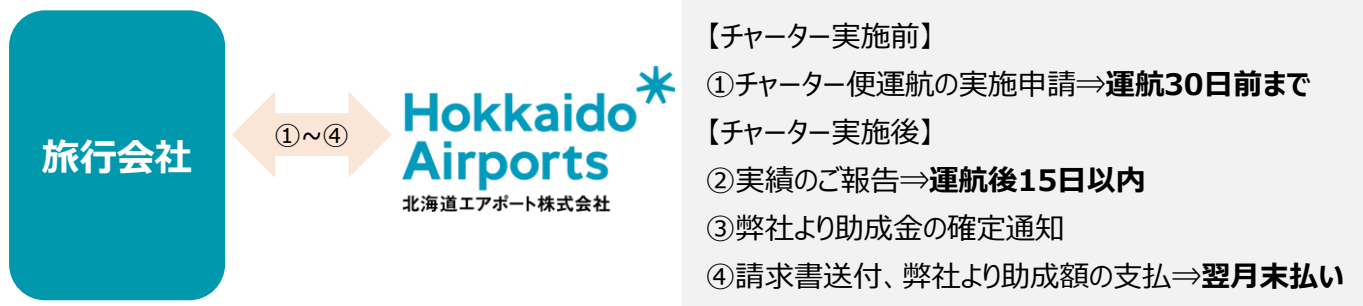 旅行会社
①~④
Hokkaido
Airports
北海道エアポート株式会社
【チャーター実施前】
①チャーター便運航の実施申請⇒運航30日前まで
【チャーター実施後】
②実績のご報告⇒運航後15日以内
③弊社より助成金の確定通知
④請求書送付、弊社より助成額の支払⇒翌月末払い